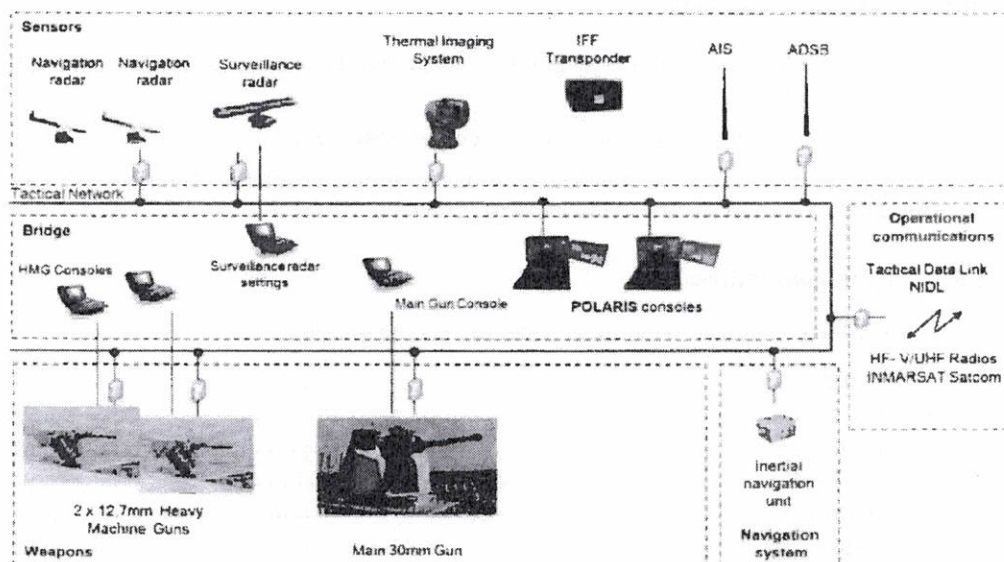 Sensors
Navigation
radar
Navigation
radar
Surveillance
radar
Thermal Imaging
System
IFF
Transponder
AIS
ADSB
Tactical Network
Bridge
HMG Consoles
Surveillance radar
settings
Main Gun Console
POLARIS consoles
Operational
communications
Tactical Data Link
NIDL
HF- V/UHF Radios
INMARSAT Satcom
2 x 12,7mm Heavy
Machine Guns
Weapons
Main 30mm Gun
Inertial
navigation
unit
Navigation
system